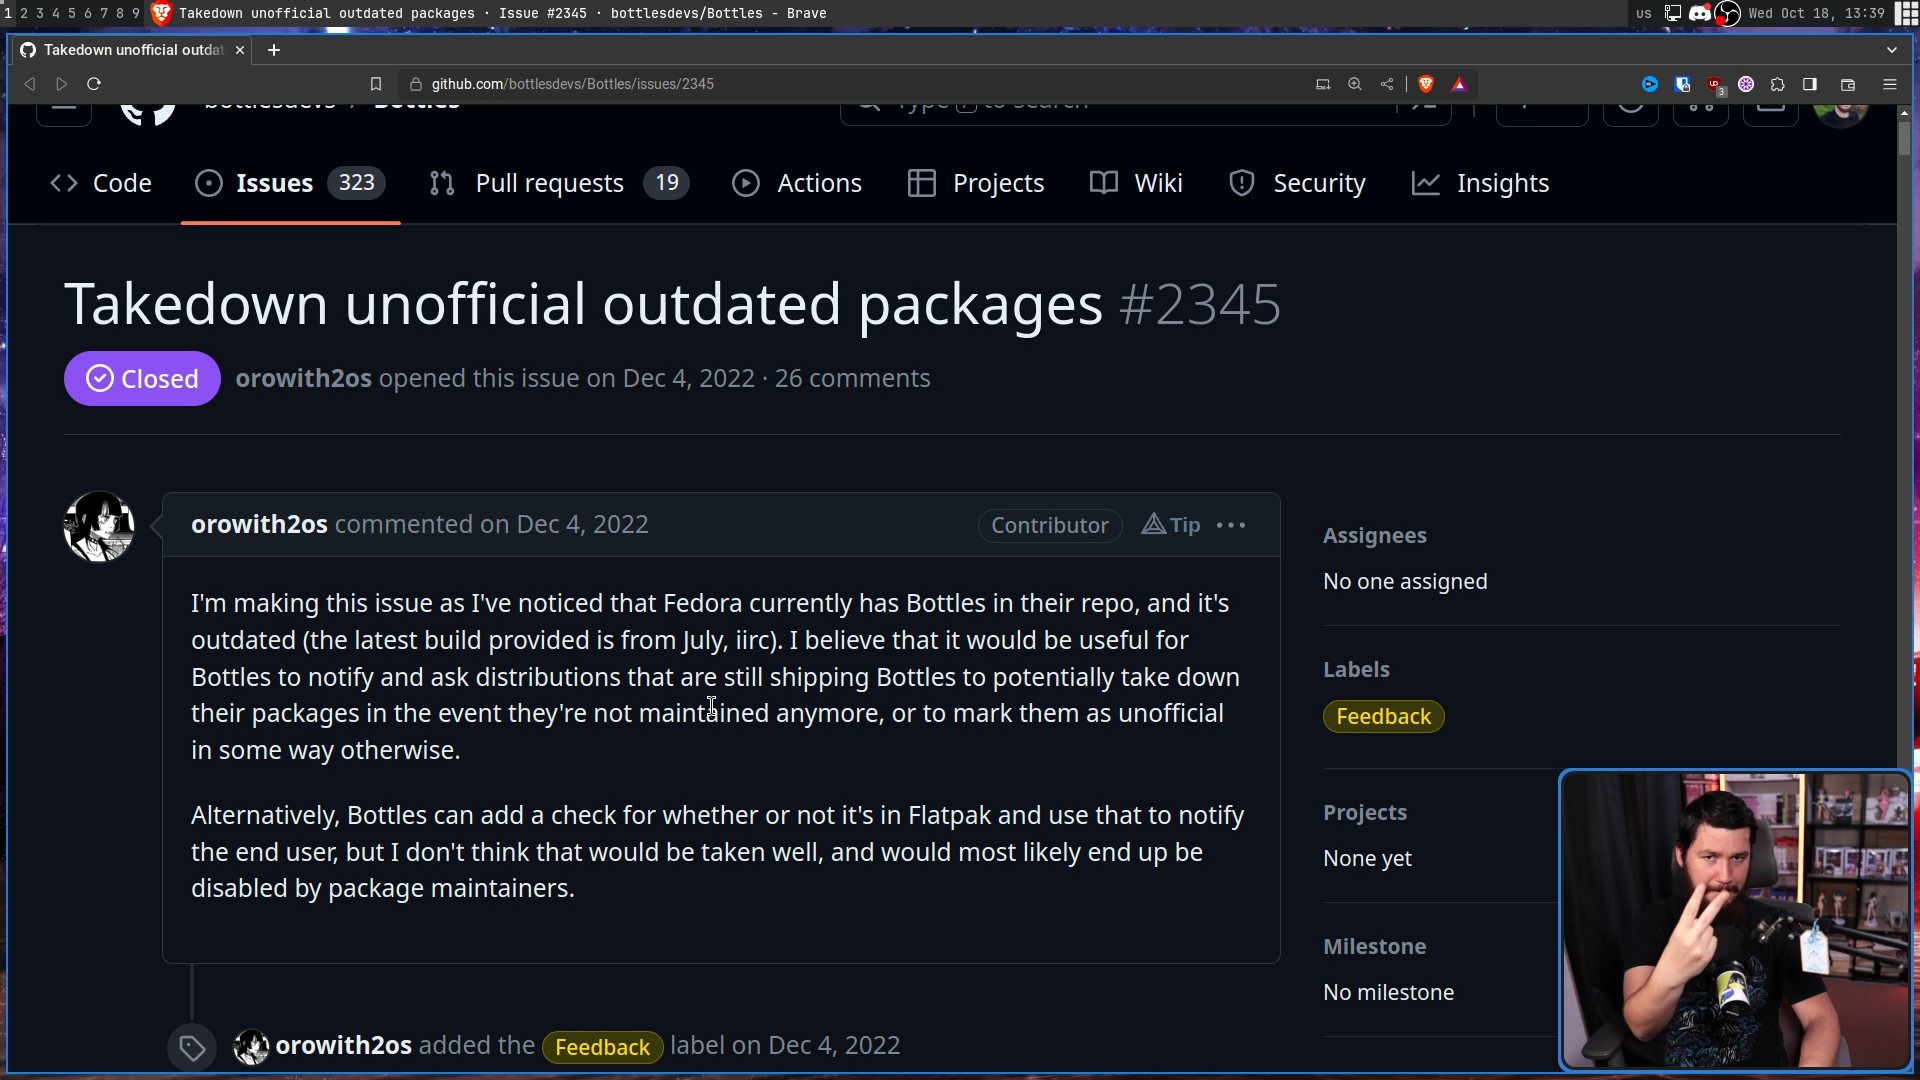 1 2 3 4 5 6 7 8 9 Takedown unofficial outdated packages · Issue #2345 · bottlesdevs/Bottles - Brave us Wed Oct 18, 13:39
Takedown unofficial outdat
github.com/bottlesdevs/Bottles/issues/2345 3
bottlesdevs / Bottles Type / to search
Code Issues 323 Pull requests 19 Actions Projects Wiki Security Insights
Takedown unofficial outdated packages #2345
Closed orowith2os opened this issue on Dec 4, 2022 · 26 comments
orowith2os commented on Dec 4, 2022 Contributor Tip ···
I'm making this issue as I've noticed that Fedora currently has Bottles in their repo, and it's
outdated (the latest build provided is from July, iirc). I believe that it would be useful for
Bottles to notify and ask distributions that are still shipping Bottles to potentially take down
their packages in the event they're not maintained anymore, or to mark them as unofficial
in some way otherwise.
Alternatively, Bottles can add a check for whether or not it's in Flatpak and use that to notify
the end user, but I don't think that would be taken well, and would most likely end up be
disabled by package maintainers.
orowith2os added the Feedback label on Dec 4, 2022
Assignees
No one assigned
Labels
Feedback
Projects
None yet
Milestone
No milestone